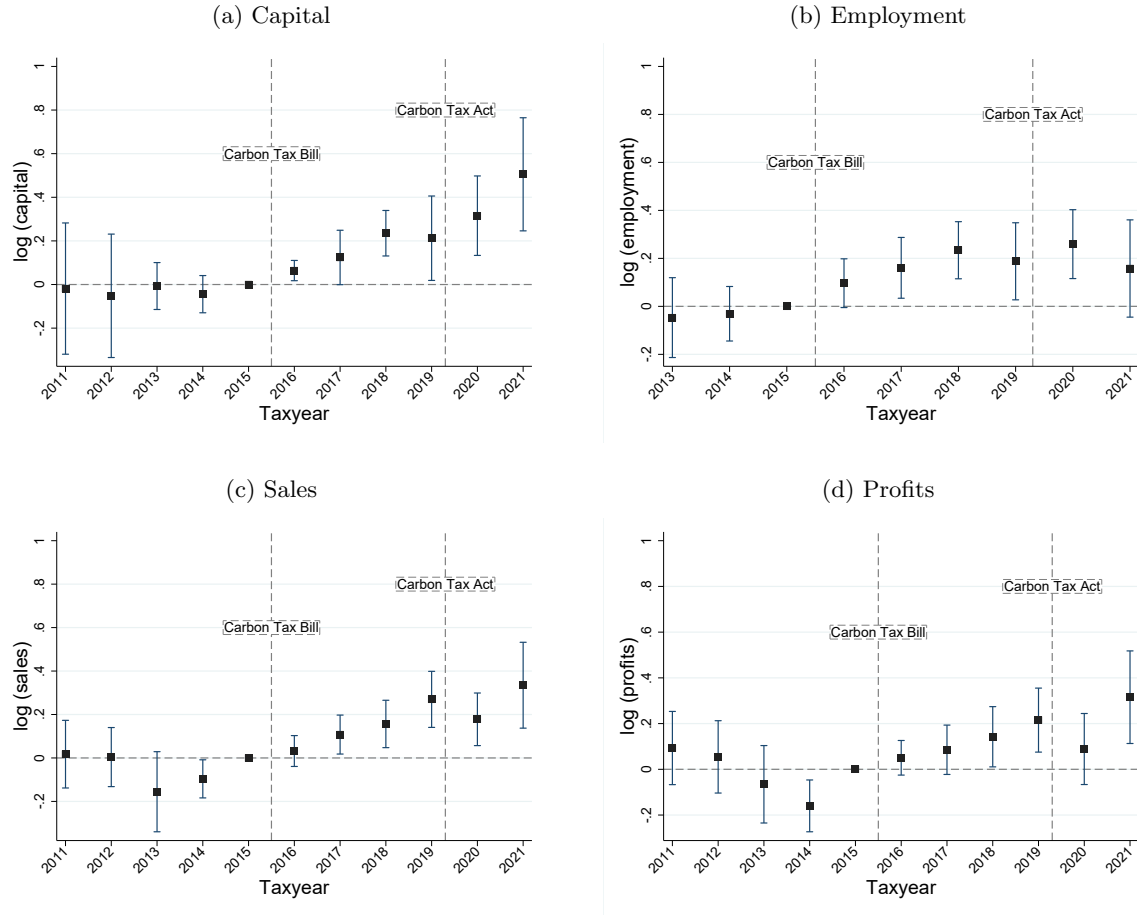 (a) Capital
log (capital)
1
.8
.6
.4
.2
0
-.2
Carbon Tax Act
Carbon Tax Bill
2011 2012 2013 2014 2015 2016 2017 2018 2019 2020 2021
Taxyear
(b) Employment
log (employment)
1
.8
.6
.4
.2
0
-.2
Carbon Tax Act
Carbon Tax Bill
2013 2014 2015 2016 2017 2018 2019 2020 2021
Taxyear
(c) Sales
log (sales)
1
.8
.6
.4
.2
0
-.2
Carbon Tax Act
Carbon Tax Bill
2011 2012 2013 2014 2015 2016 2017 2018 2019 2020 2021
Taxyear
(d) Profits
log (profits)
1
.8
.6
.4
.2
0
-.2
Carbon Tax Act
Carbon Tax Bill
2011 2012 2013 2014 2015 2016 2017 2018 2019 2020 2021
Taxyear